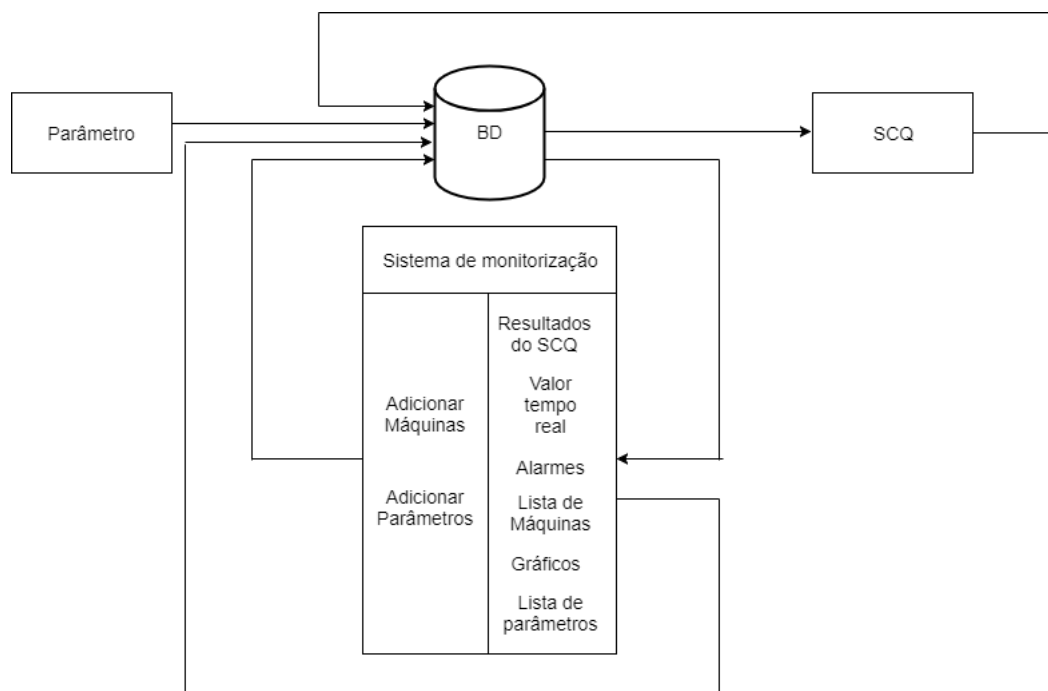 Parâmetro
BD
SCQ
Sistema de monitorização
Adicionar
Máquinas
Adicionar
Parâmetros
Resultados
do SCQ
Valor
tempo
real
Alarmes
Lista de
Máquinas
Gráficos
Lista de
parâmetros